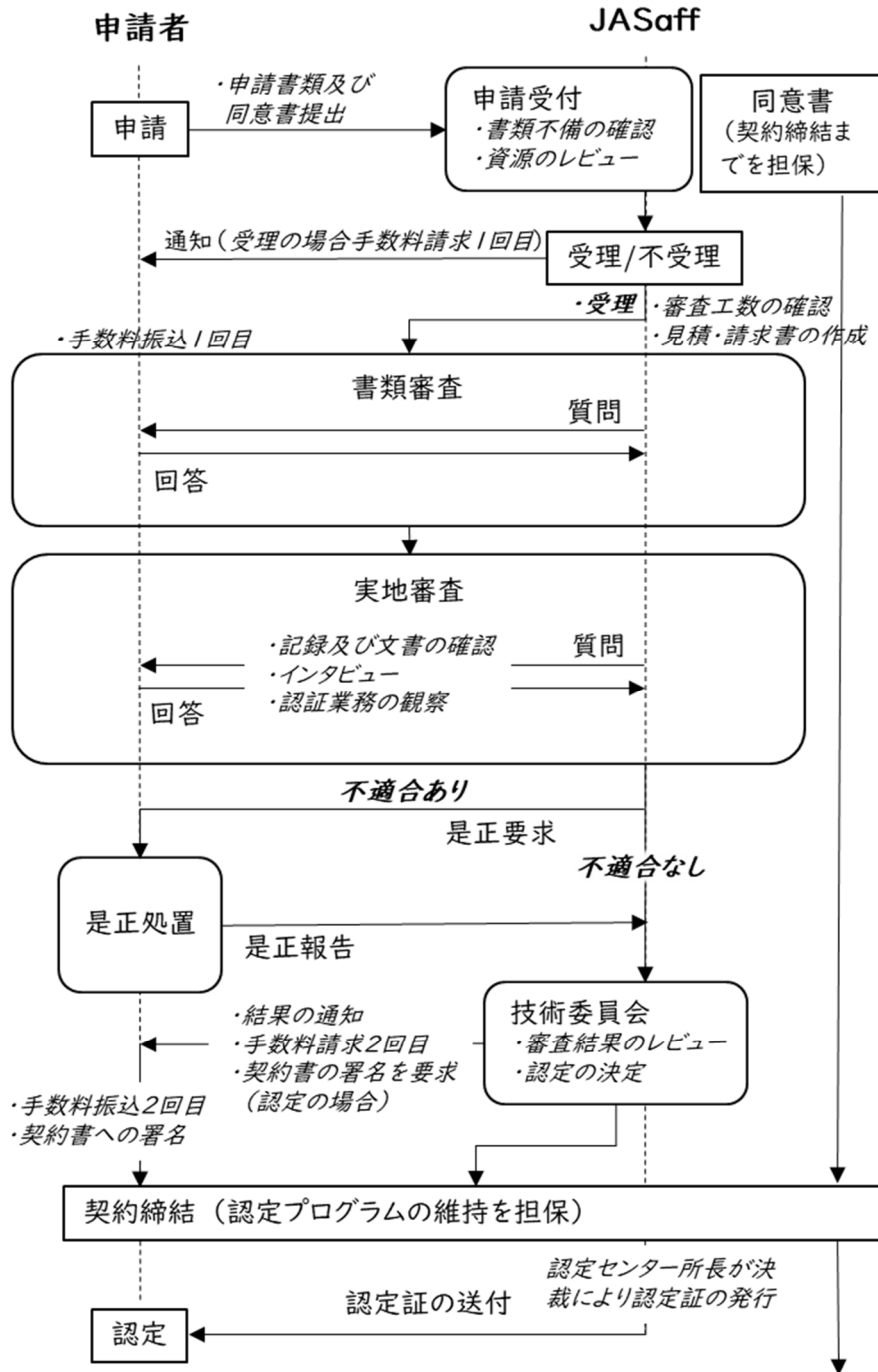 申請者
JASaff
申請
・申請書類及び
同意書提出
申請受付
・書類不備の確認
・資源のレビュー
同意書
（契約締結ま
でを担保）
通知（受理の場合手数料請求1回目）
受理/不受理
・受理
・審査工数の確認
・見積・請求書の作成
・手数料振込1回目
書類審査
質問
回答
実地審査
・記録及び文書の確認
・インタビュー
・認証業務の観察
質問
回答
不適合あり
是正要求
不適合なし
是正処置
是正報告
技術委員会
・審査結果のレビュー
・認定の決定
・結果の通知
・手数料請求2回目
・契約書の署名を要求
（認定の場合）
・手数料振込2回目
・契約書への署名
契約締結（認定プログラムの維持を担保）
認定センター所長が決
裁により認定証の発行
認定証の送付
認定